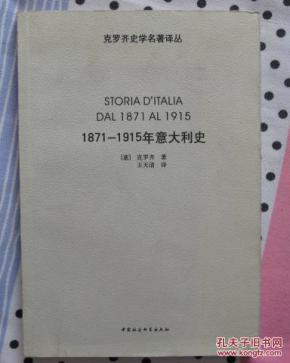 克罗齐史学名著译丛
STORIA D'ITALIA
DAL 1871 AL 1915
1871—1915年意大利史
[意] 克罗齐 著
王天清 译
中国社会科学出版社
孔夫子旧书网